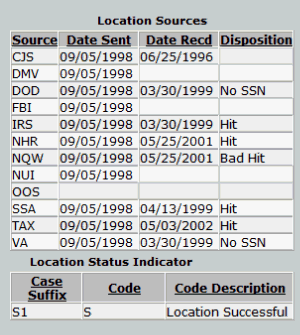 Location Sources
Source Date Sent Date Recd Disposition
CJS 09/05/1998 06/25/1996
DMV 09/05/1998
DOD 09/05/1998 03/30/1999 No SSN
FBI 09/05/1998
IRS 09/05/1998 03/30/1999 Hit
NHR 09/05/1998 05/25/2001 Hit
NQW 09/05/1998 05/25/2001 Bad Hit
NUI 09/05/1998
OOS
SSA 09/05/1998 04/13/1999 Hit
TAX 09/05/1998 05/03/2002 Hit
VA 09/05/1998 03/30/1999 No SSN
Location Status Indicator
Case Suffix Code Code Description
S1 S Location Successful